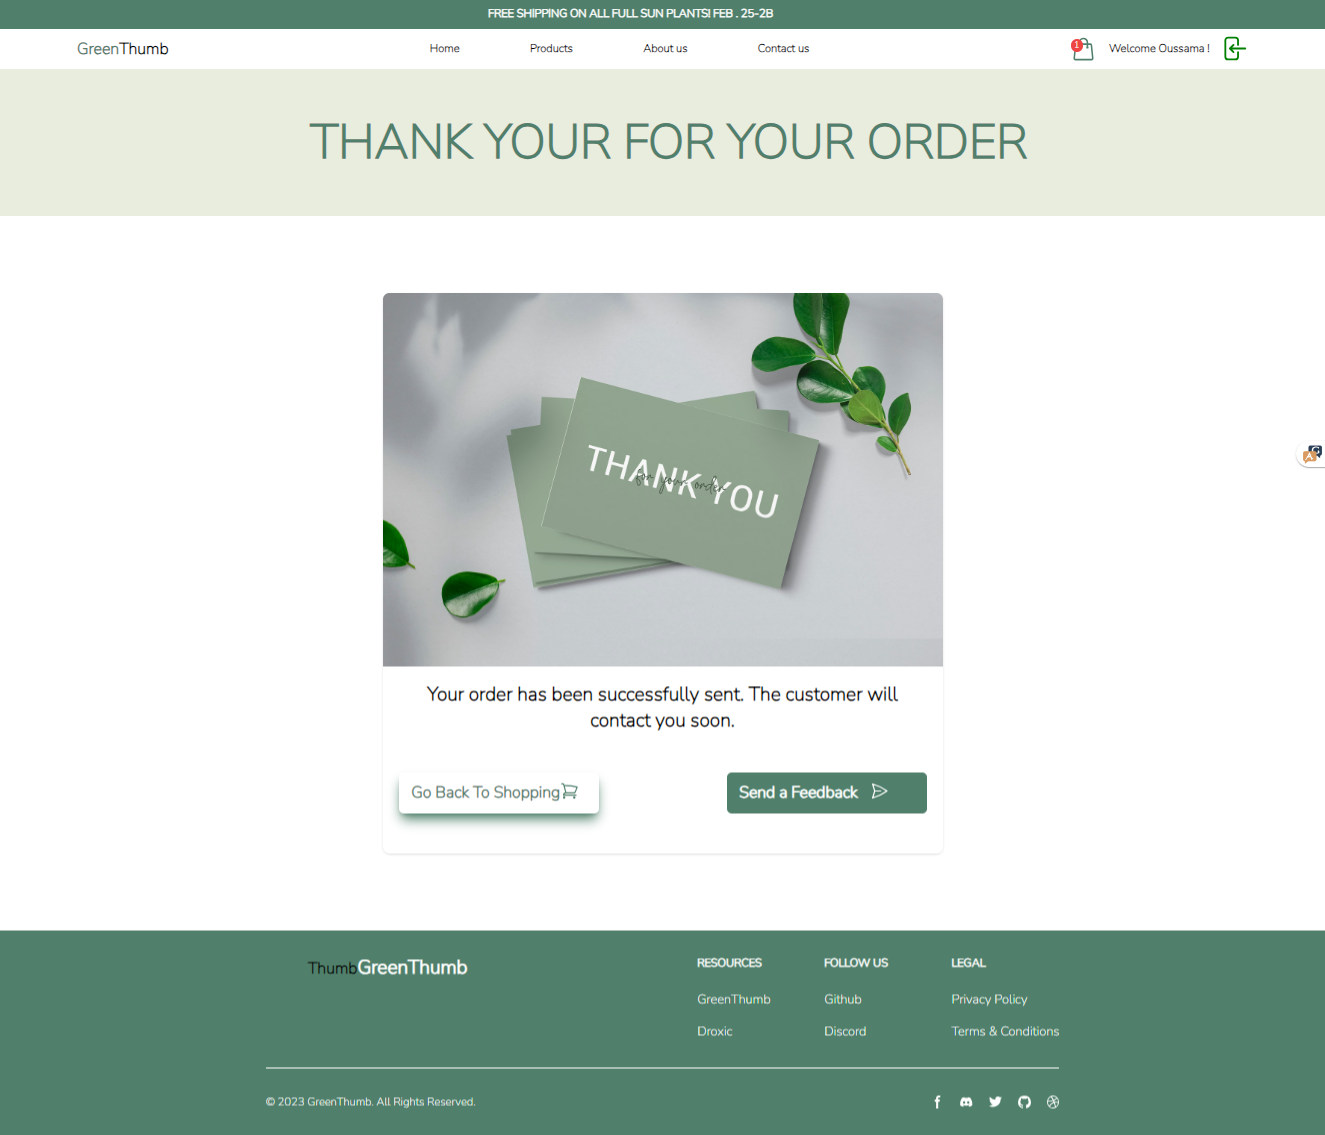 FREE SHIPPING ON ALL FULL SUN PLANTS! FEB . 25-2B
GreenThumb
Home
Products
About us
Contact us
1
Welcome Oussama !
THANK YOUR FOR YOUR ORDER
THANK YOU
for your order
Your order has been successfully sent. The customer will
contact you soon.
Go Back To Shopping
Send a Feedback
ThumbGreenThumb
RESOURCES
FOLLOW US
LEGAL
GreenThumb
Github
Privacy Policy
Droxic
Discord
Terms & Conditions
© 2023 GreenThumb. All Rights Reserved.